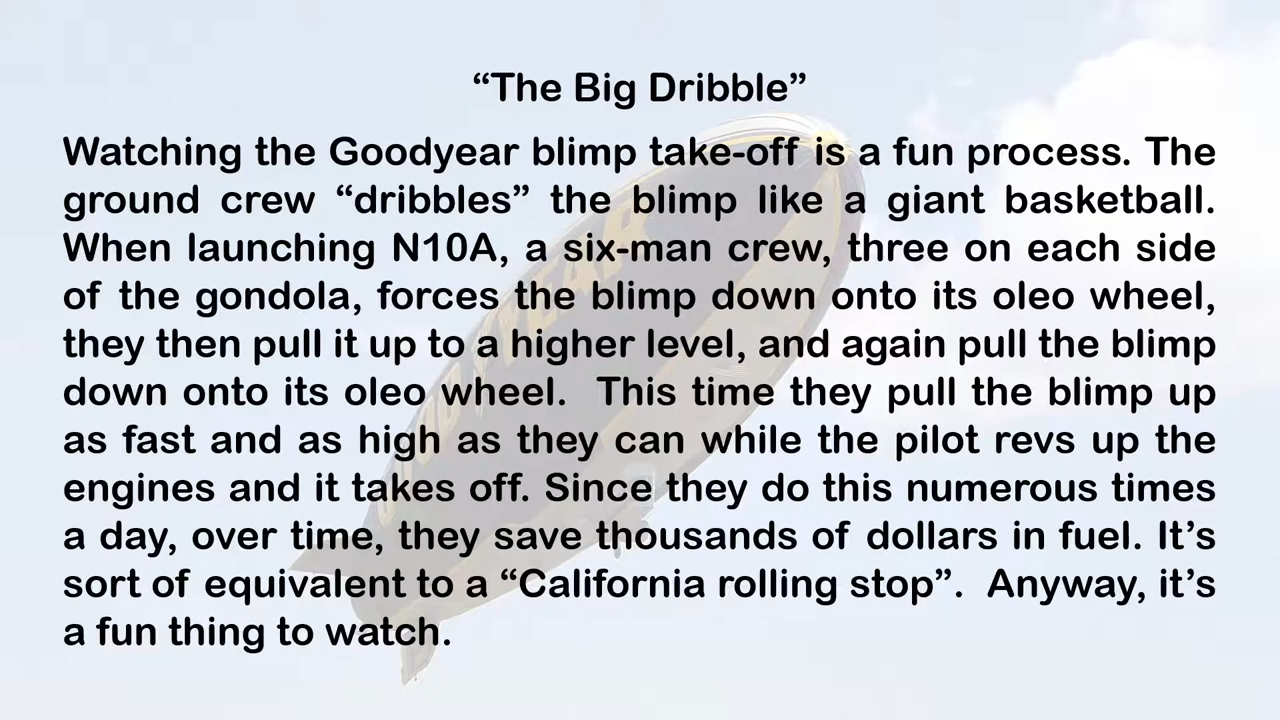 “The Big Dribble”
Watching the Goodyear blimp take-off is a fun process. The
ground crew “dribbles” the blimp like a giant basketball.
When launching N10A, a six-man crew, three on each side
of the gondola, forces the blimp down onto its oleo wheel,
they then pull it up to a higher level, and again pull the blimp
down onto its oleo wheel.  This time they pull the blimp up
as fast and as high as they can while the pilot revs up the
engines and it takes off. Since they do this numerous times
a day, over time, they save thousands of dollars in fuel. It’s
sort of equivalent to a “California rolling stop”.  Anyway, it’s
a fun thing to watch.